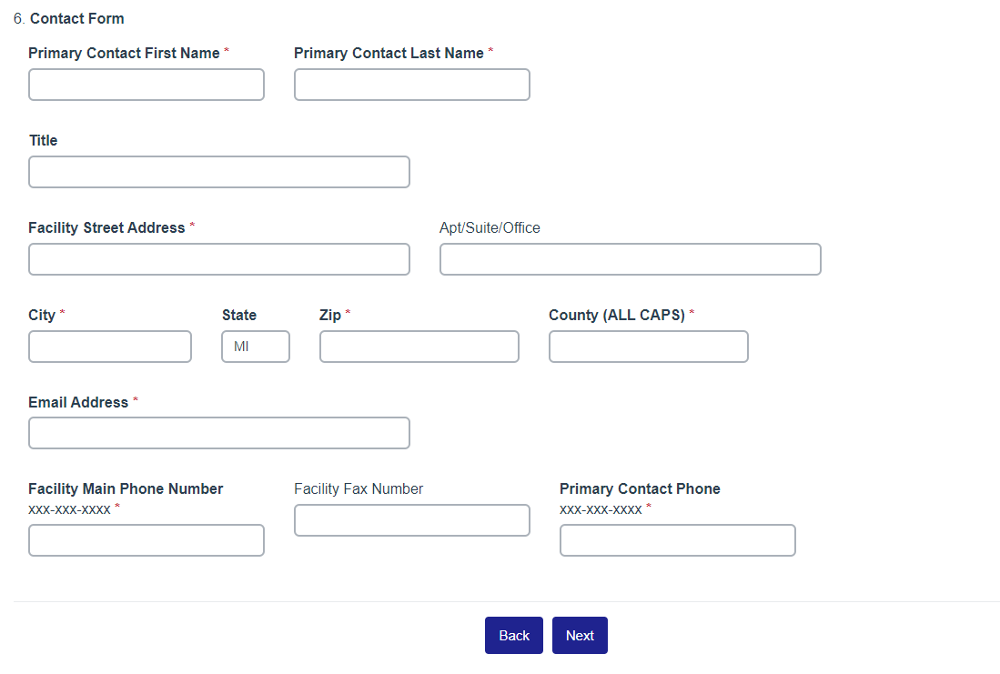 6. Contact Form
Primary Contact First Name * Primary Contact Last Name *
Title
Facility Street Address * Apt/Suite/Office
City * State Zip * County (ALL CAPS) *
MI
Email Address *
Facility Main Phone Number Facility Fax Number Primary Contact Phone
xxx-xxx-xxxx * xxx-xxx-xxxx *
Back Next